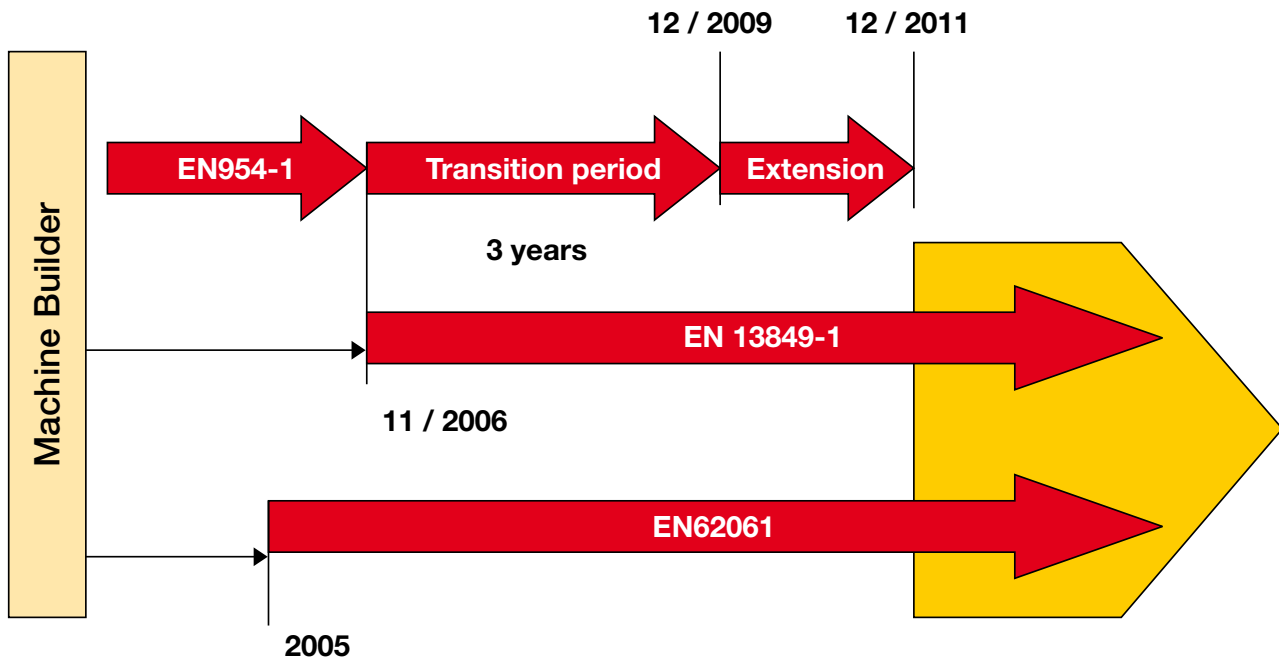 12 / 2009
12 / 2011
EN954-1
Transition period
Extension
Machine Builder
3 years
EN 13849-1
11 / 2006
EN62061
2005